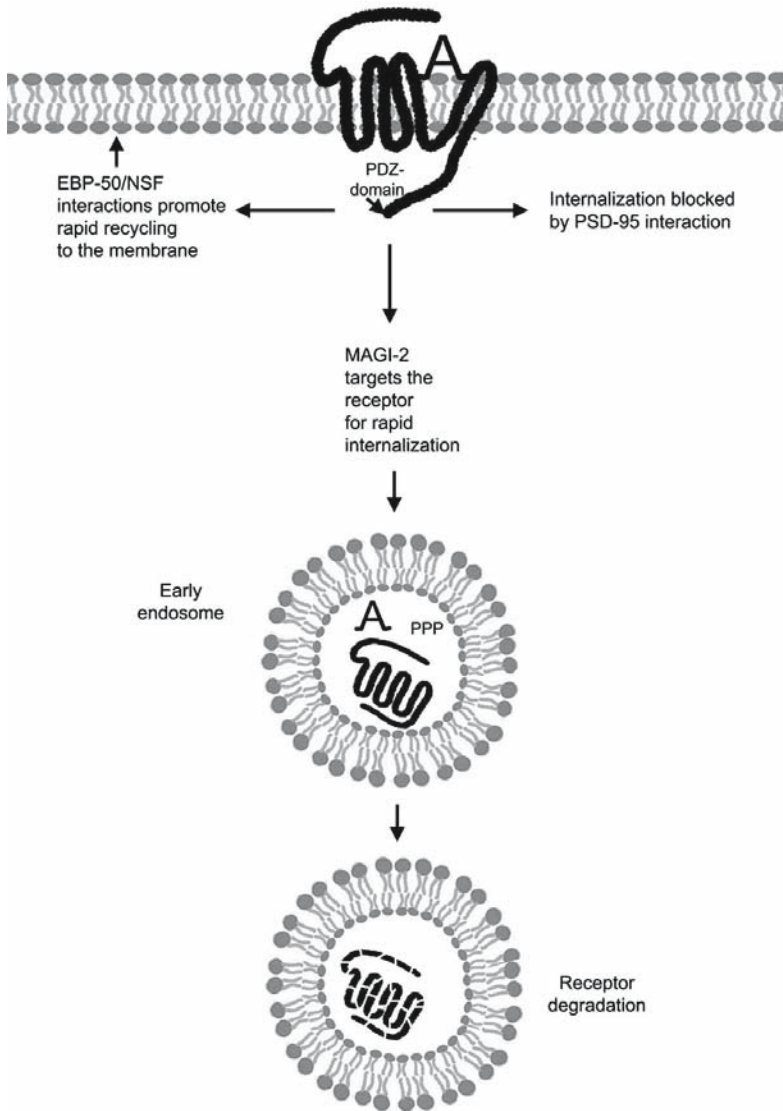 A
PDZ-
domain
EBP-50/NSF
interactions promote
rapid recycling
to the membrane
Internalization blocked
by PSD-95 interaction
MAGI-2
targets the
receptor
for rapid
internalization
Early
endosome
A
PPP
Receptor
degradation